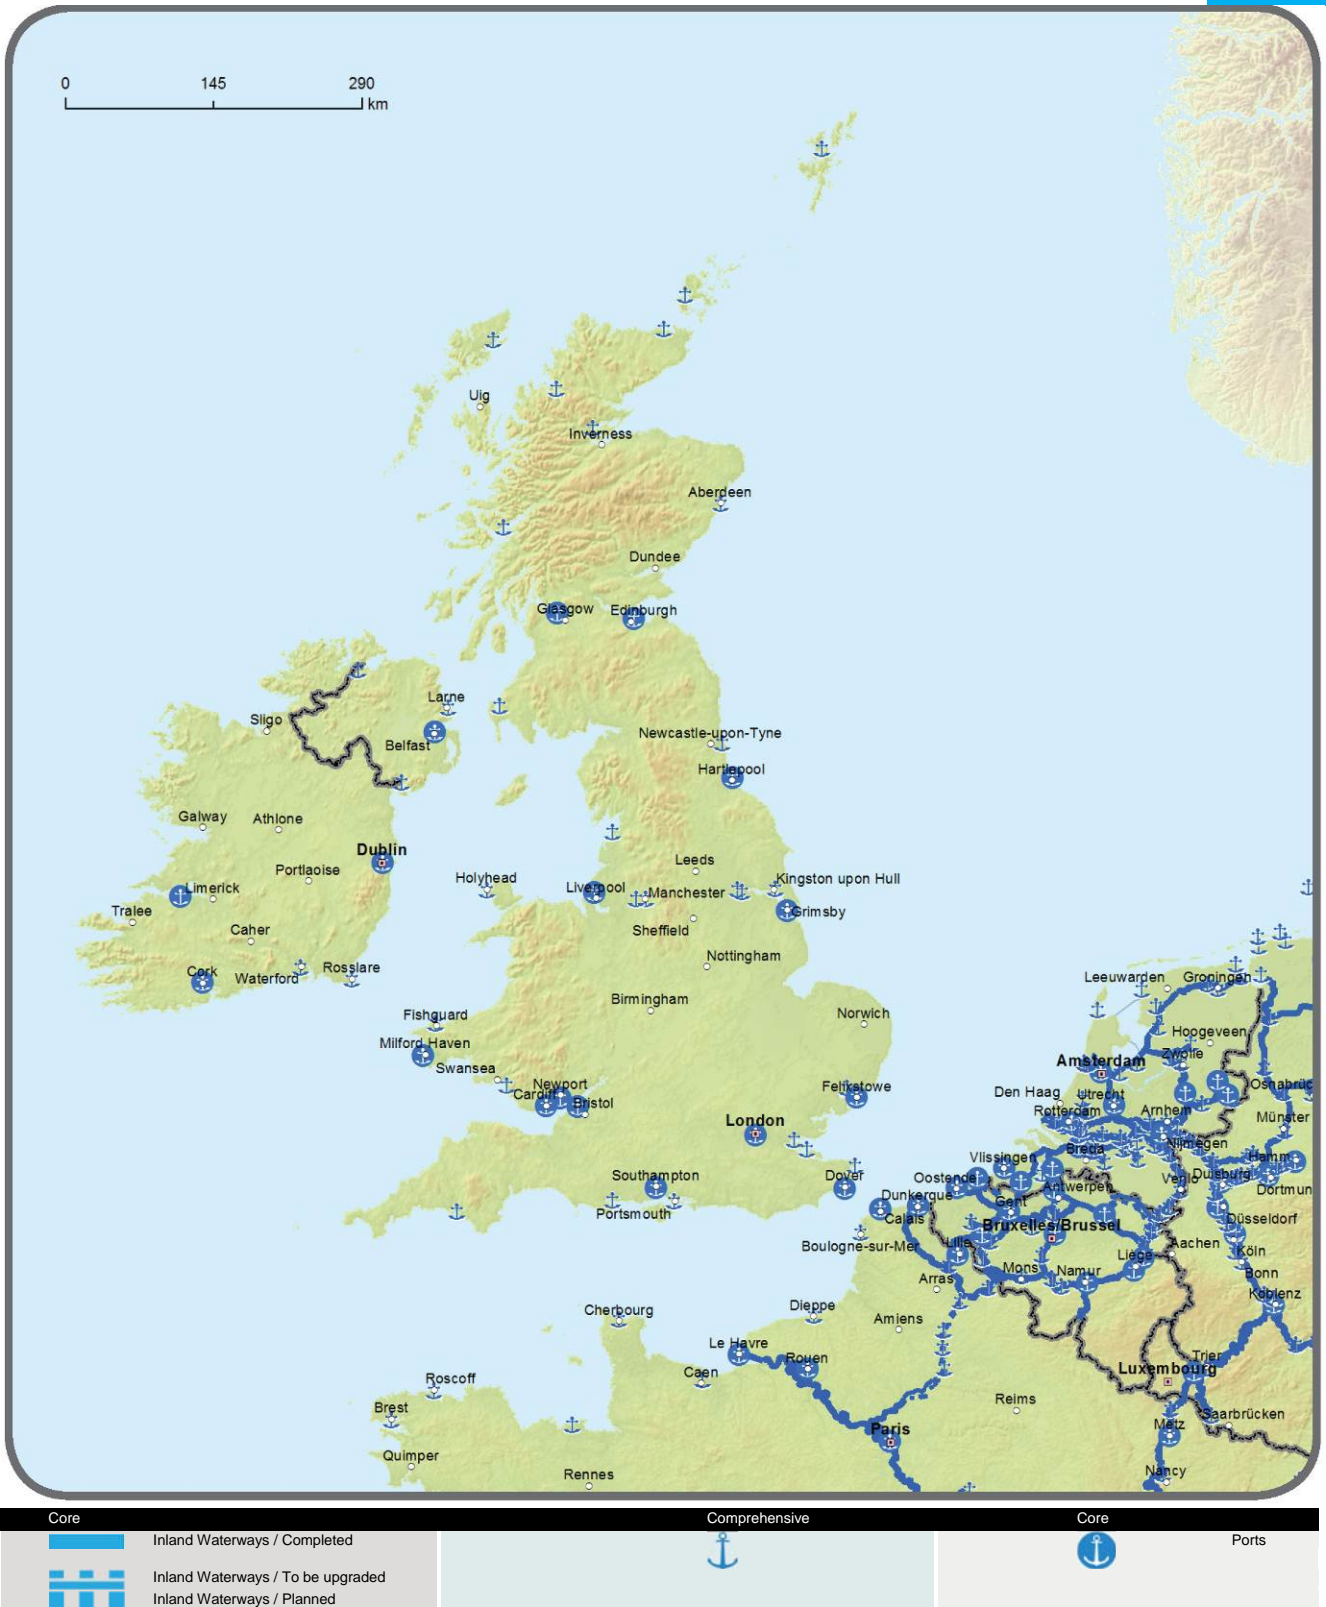 0 145 290
km
Uig
Inverness
Aberdeen
Dundee
Glasgow Edinburgh
Larne
Sligo
Belfast
Newcastle-upon-Tyne
Hartlepool
Galway Athlone
Dublin
Portlaoise
Leeds
Holyhead
Liverpool Manchester Kingston upon Hull
Limerick
Tralee
Grimsby
Caher
Sheffield
Nottingham
Cork Waterford Rosslare
Leeuwarden Groningen
Birmingham
Fishguard
Norwich
Milford Haven
Hoogeveen
Swansea
Amsterdam Zwolle
Newport
Cardiff Bristol
Felixstowe
Den Haag Utrecht Osnabrüc
Rotterdam Arnhem Münster
London
Breda Nijmegen
Vlissingen Hamm
Southampton Dover Oostende Antwerpen Venlo Duisburg Dortmun
Portsmouth
Dunkerque Gent
Calais Bruxelles/Brussel Düsseldorf
Boulogne-sur-Mer Lille Liège Aachen Köln
Arras Mons Namur Bonn
Koblenz
Cherbourg Dieppe
Amiens
Le Havre Rouen
Trier
Luxembourg
Caen
Roscoff
Reims
Brest
Paris
Metz Saarbrücken
Quimper
Rennes
Nancy
Core Comprehensive Core
Inland Waterways / Completed Ports
Inland Waterways / To be upgraded
Inland Waterways / Planned